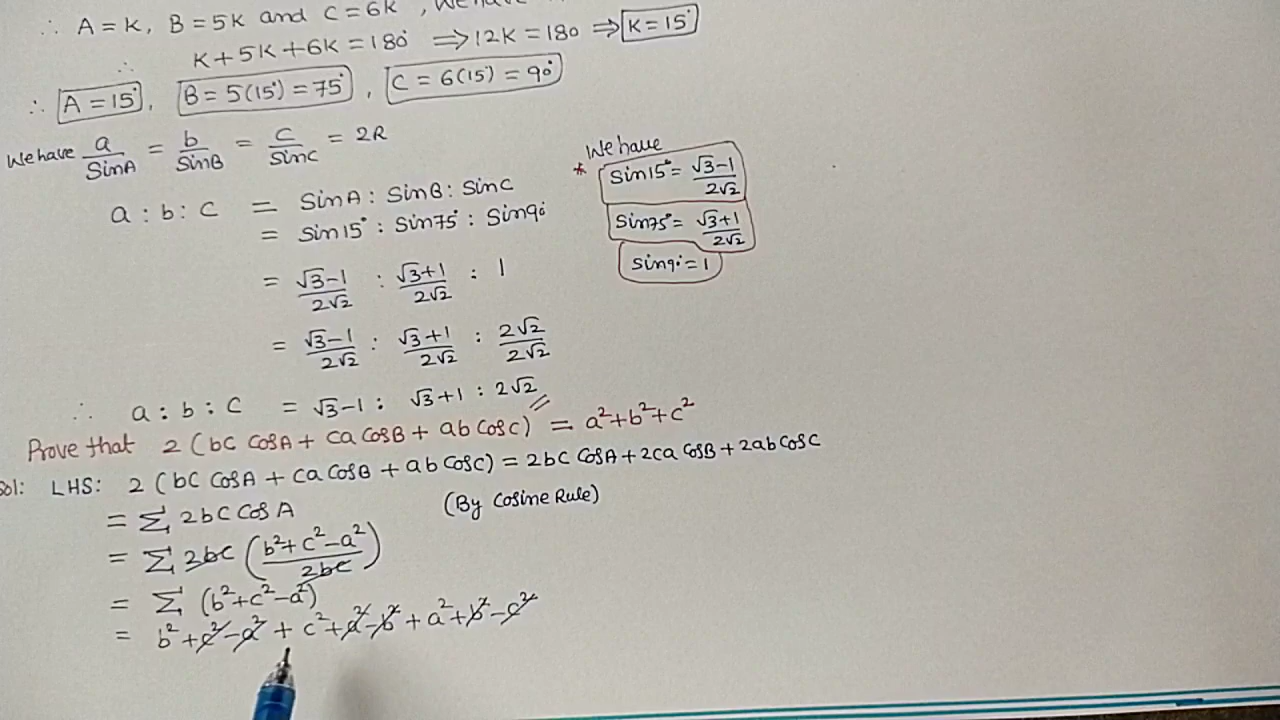 ∴ A = K, B = 5K and C = 6K, We have
∴ K + 5K + 6K = 180° ⟹ 12K = 180 ⟹ K = 15°
∴ A = 15°, B = 5(15°) = 75°, C = 6(15°) = 90°
We have a/SinA = b/SinB = c/SinC = 2R
a : b : c = SinA : SinB : SinC
= Sin15° : Sin75° : Sin90
= √3-1/2√2 : √3+1/2√2 : 1
= √3-1/2√2 : √3+1/2√2 : 2√2/2√2
∴ a : b : c = √3-1 : √3+1 : 2√2
* We have
Sin15° = √3-1/2√2
Sin75° = √3+1/2√2
Sin90 = 1
Prove that 2(bc CosA + ca CosB + ab CosC) = a²+b²+c²
Sol: LHS: 2(bc CosA + ca CosB + ab CosC) = 2bc CosA + 2ca CosB + 2ab CosC
= Σ 2bc CosA (By Cosine Rule)
= Σ 2bc (b²+c²-a²/2bc)
= Σ (b²+c²-a²)
= b²+c²-a² + c²+a²-b² + a²+b²-c²